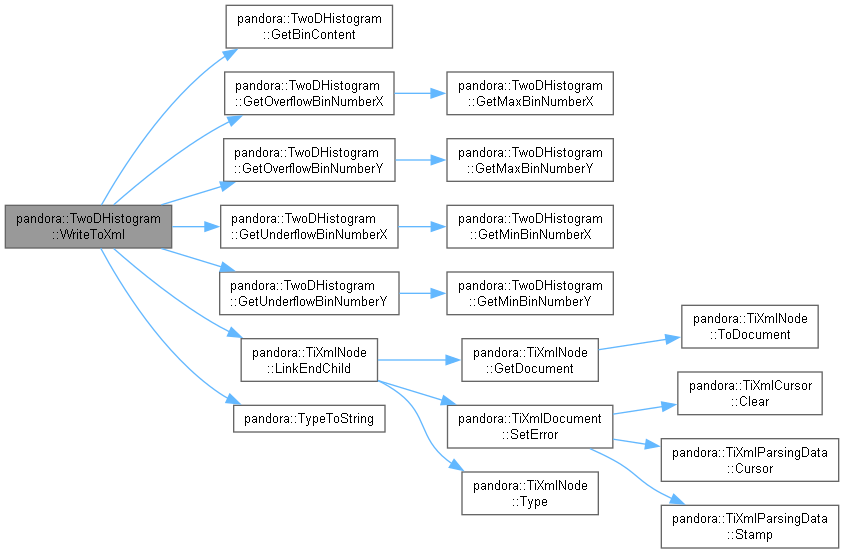 pandora::TwoDHistogram
::WriteToXml
pandora::TwoDHistogram
::GetBinContent
pandora::TwoDHistogram
::GetOverflowBinNumberX
pandora::TwoDHistogram
::GetMaxBinNumberX
pandora::TwoDHistogram
::GetOverflowBinNumberY
pandora::TwoDHistogram
::GetMaxBinNumberY
pandora::TwoDHistogram
::GetUnderflowBinNumberX
pandora::TwoDHistogram
::GetMinBinNumberX
pandora::TwoDHistogram
::GetUnderflowBinNumberY
pandora::TwoDHistogram
::GetMinBinNumberY
pandora::TiXmlNode
::LinkEndChild
pandora::TiXmlNode
::GetDocument
pandora::TiXmlNode
::ToDocument
pandora::TiXmlDocument
::SetError
pandora::TiXmlCursor
::Clear
pandora::TiXmlParsingData
::Cursor
pandora::TiXmlParsingData
::Stamp
pandora::TiXmlNode
::Type
pandora::TypeToString